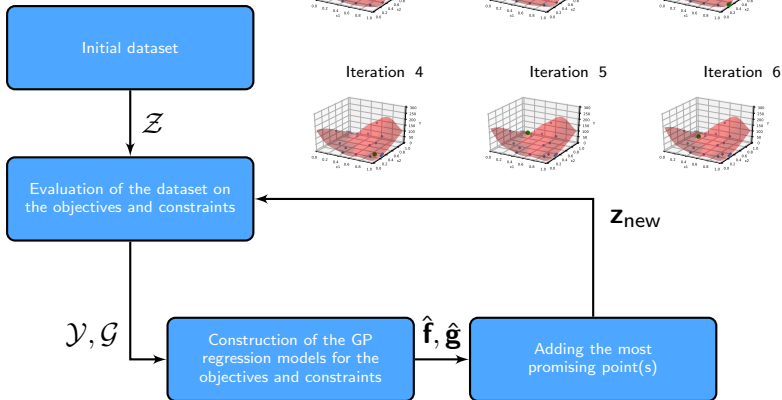 Initial dataset
Iteration 4
Iteration 5
Iteration 6
𝒵
Evaluation of the dataset on
the objectives and constraints
z_new
𝒴, 𝒢
Construction of the GP
regression models for the
objectives and constraints
f̂, ĝ
Adding the most
promising point(s)